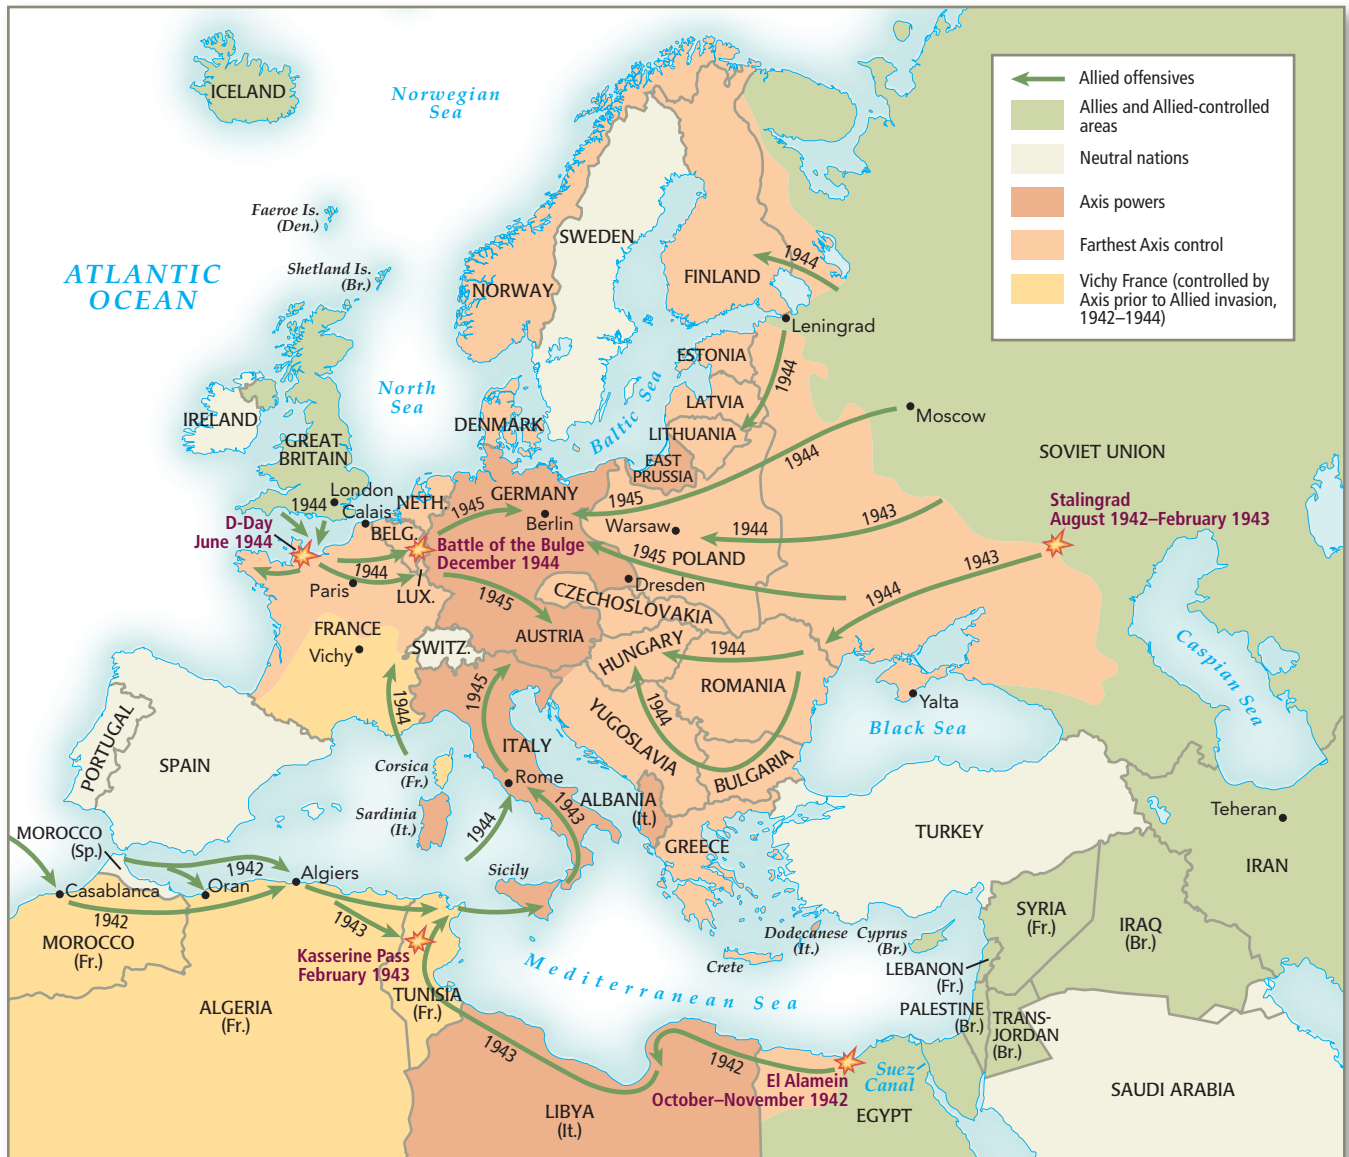 Allied offensives
Allies and Allied-controlled
areas
Neutral nations
Axis powers
Farthest Axis control
Vichy France (controlled by
Axis prior to Allied invasion,
1942–1944)
ICELAND
Norwegian
Sea
Faeroe Is.
(Den.)
ATLANTIC
OCEAN
Shetland Is.
(Br.)
SWEDEN
NORWAY
FINLAND
1944
Leningrad
ESTONIA
1944
North
Sea
Baltic Sea
LATVIA
Moscow
IRELAND
DENMARK
LITHUANIA
GREAT
BRITAIN
EAST
PRUSSIA
1944
SOVIET UNION
London
1944
Calais
NETH.
1945
GERMANY
1945
Berlin
Stalingrad
August 1942–February 1943
D-Day
June 1944
BELG.
Warsaw
1944
1943
Battle of the Bulge
December 1944
1945
POLAND
1943
1944
Paris
LUX.
1945
Dresden
1944
CZECHOSLOVAKIA
FRANCE
Vichy
SWITZ.
AUSTRIA
HUNGARY
1944
ROMANIA
Caspian Sea
Yalta
Black Sea
1944
1945
1944
YUGOSLAVIA
BULGARIA
PORTUGAL
SPAIN
ITALY
Corsica
(Fr.)
Rome
Sardinia
(It.)
1944
1943
ALBANIA
(It.)
Teheran
TURKEY
GREECE
IRAN
MOROCCO
(Sp.)
1942
Algiers
Sicily
Casablanca
Oran
1942
1943
SYRIA
(Fr.)
IRAQ
(Br.)
MOROCCO
(Fr.)
Dodecanese
(It.)
Cyprus
(Br.)
Kasserine Pass
February 1943
Crete
LEBANON
(Fr.)
Mediterranean Sea
TUNISIA
(Fr.)
ALGERIA
(Fr.)
PALESTINE
(Br.)
TRANS-
JORDAN
(Br.)
1943
1942
El Alamein
October–November 1942
Suez
Canal
SAUDI ARABIA
LIBYA
(It.)
EGYPT